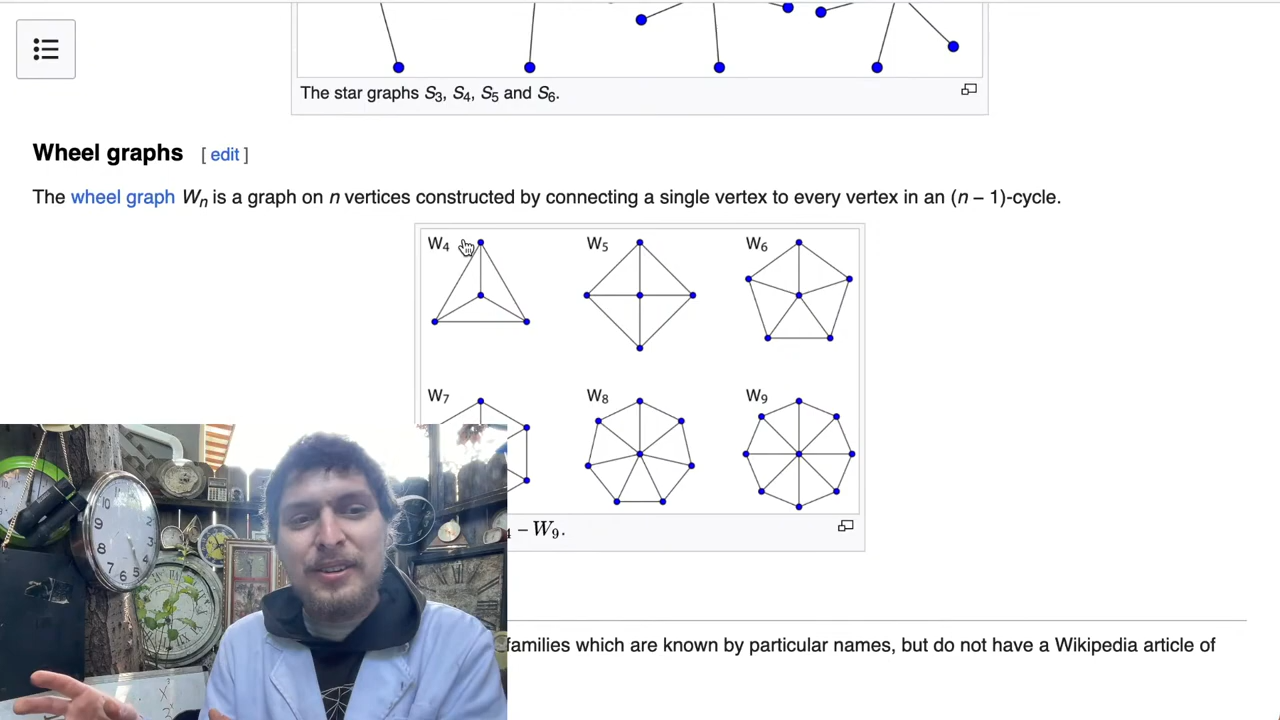 The star graphs S3, S4, S5 and S6.
Wheel graphs [ edit ]
The wheel graph Wn is a graph on n vertices constructed by connecting a single vertex to every vertex in an (n − 1)-cycle.
W4 W5 W6
W7 W8 W9
4 – W9.
families which are known by particular names, but do not have a Wikipedia article of